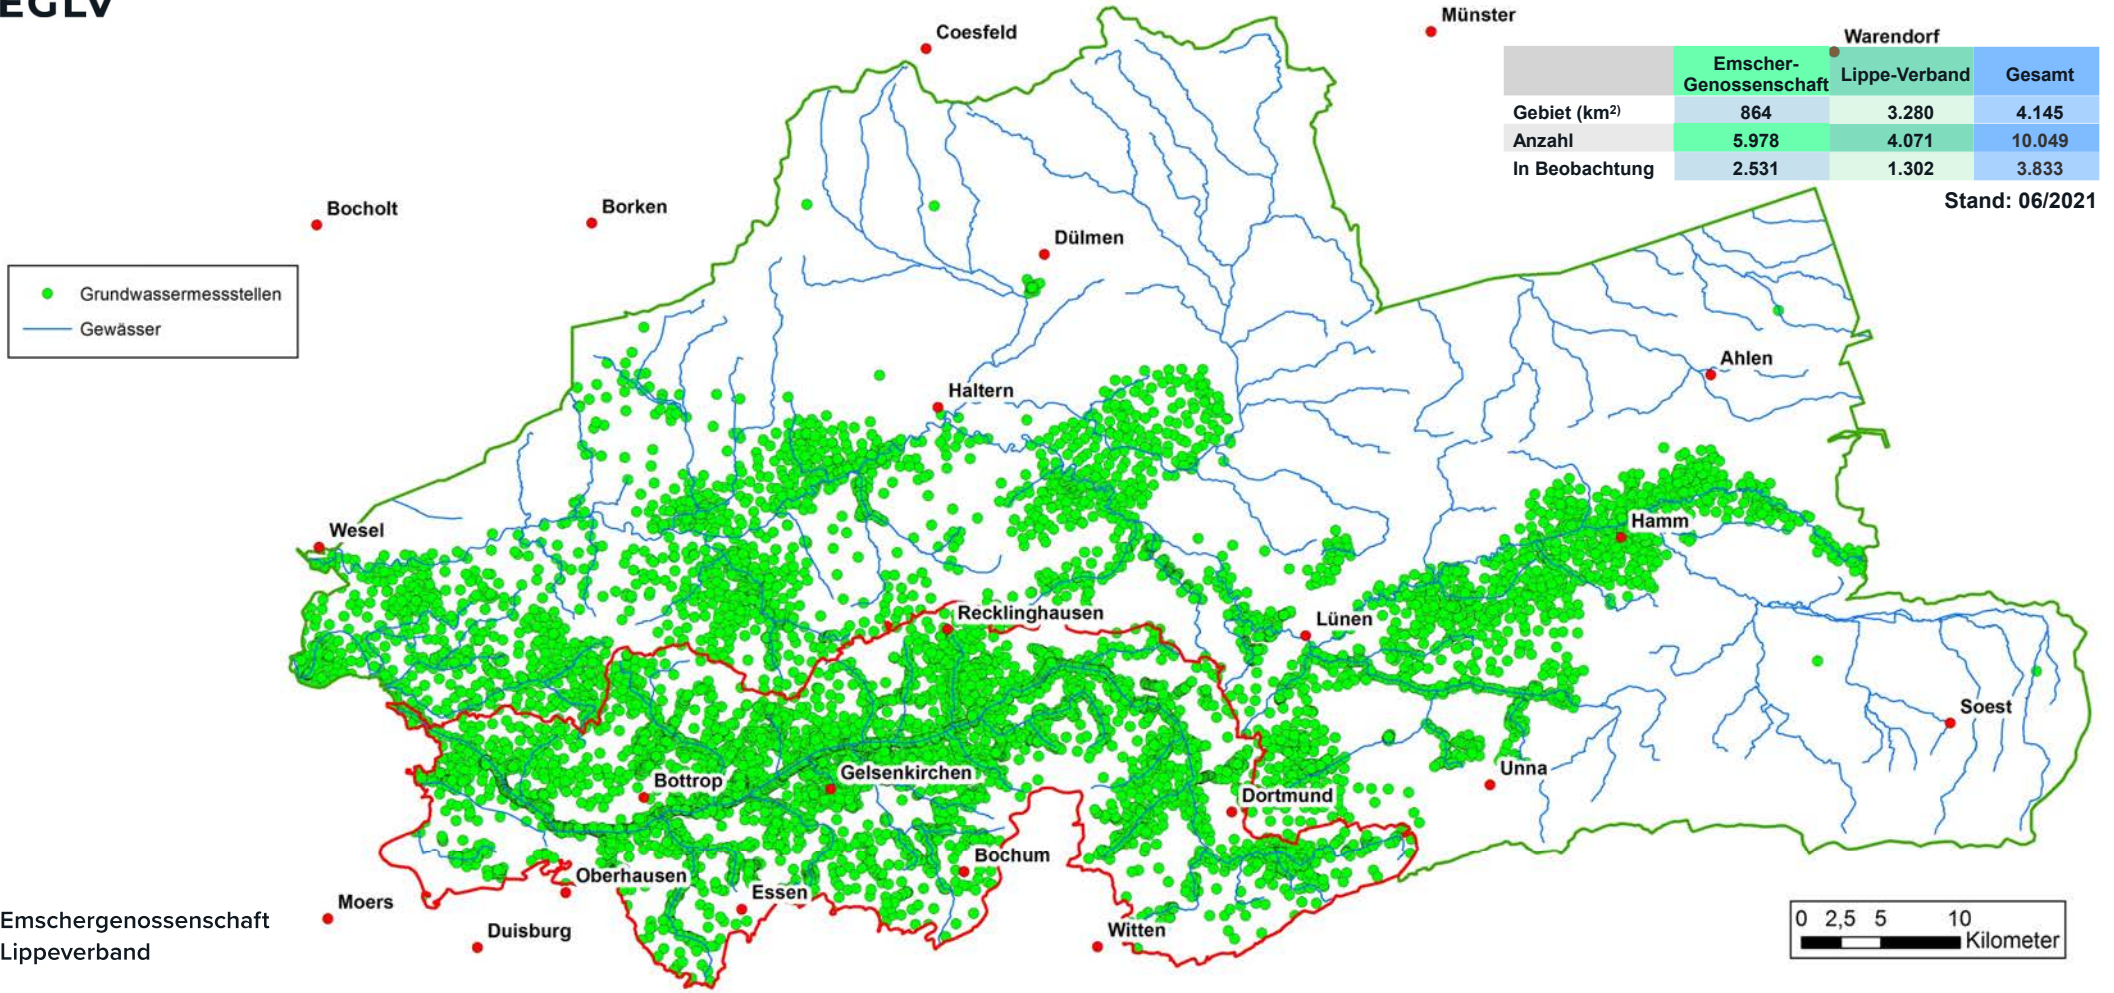 EGLV
Coesfeld
Münster
Warendorf
Emscher-
Genossenschaft
Lippe-Verband
Gesamt
Gebiet (km2)
864
3.280
4.145
Anzahl
5.978
4.071
10.049
In Beobachtung
2.531
1.302
3.833
Stand: 06/2021
Bocholt
Borken
Dülmen
Grundwassermessstellen
Gewässer
Ahlen
Haltern
Wesel
Hamm
Recklinghausen
Lünen
Soest
Bottrop
Gelsenkirchen
Unna
Dortmund
Bochum
Oberhausen
Essen
Moers
Duisburg
Witten
Emschergenossenschaft
Lippeverband
0 2,5 5 10
Kilometer